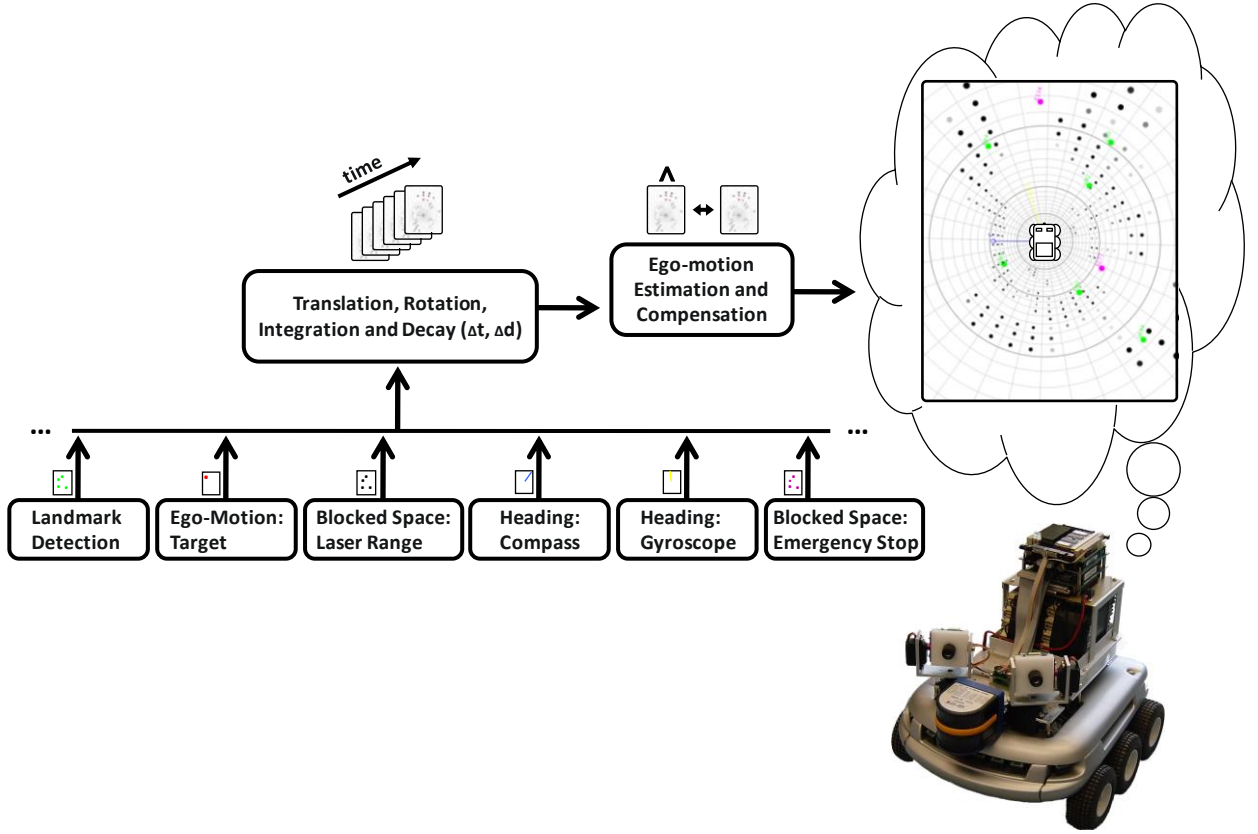 time
^
Translation, Rotation,
Integration and Decay (Δt, Δd)
Ego-motion
Estimation and
Compensation
...
...
Landmark
Detection
Ego-Motion:
Target
Blocked Space:
Laser Range
Heading:
Compass
Heading:
Gyroscope
Blocked Space:
Emergency Stop